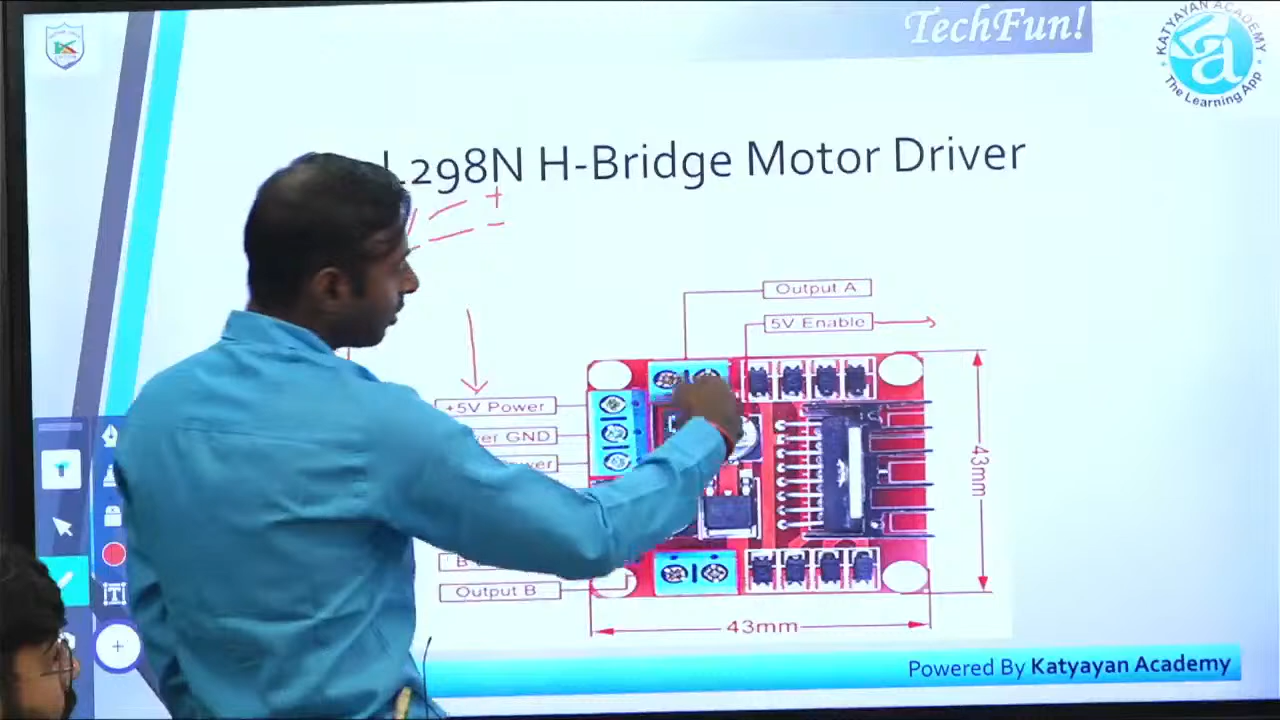 TechFun!
KATYAYAN ACADEMY
The Learning App
L298N H-Bridge Motor Driver
+
-
Output A
5V Enable
+5V Power
GND
43mm
Output B
43mm
Powered By Katyayan Academy